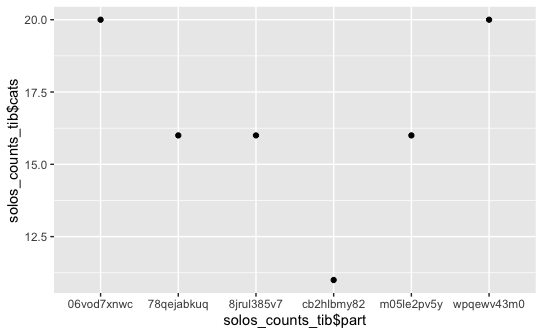 20.0
17.5
15.0
12.5
solos_counts_tib$cats
06vod7xnwc 78qejabkuq 8jrul385v7 cb2hlbmy82 m05le2pv5y wpqewv43m0
solos_counts_tib$part